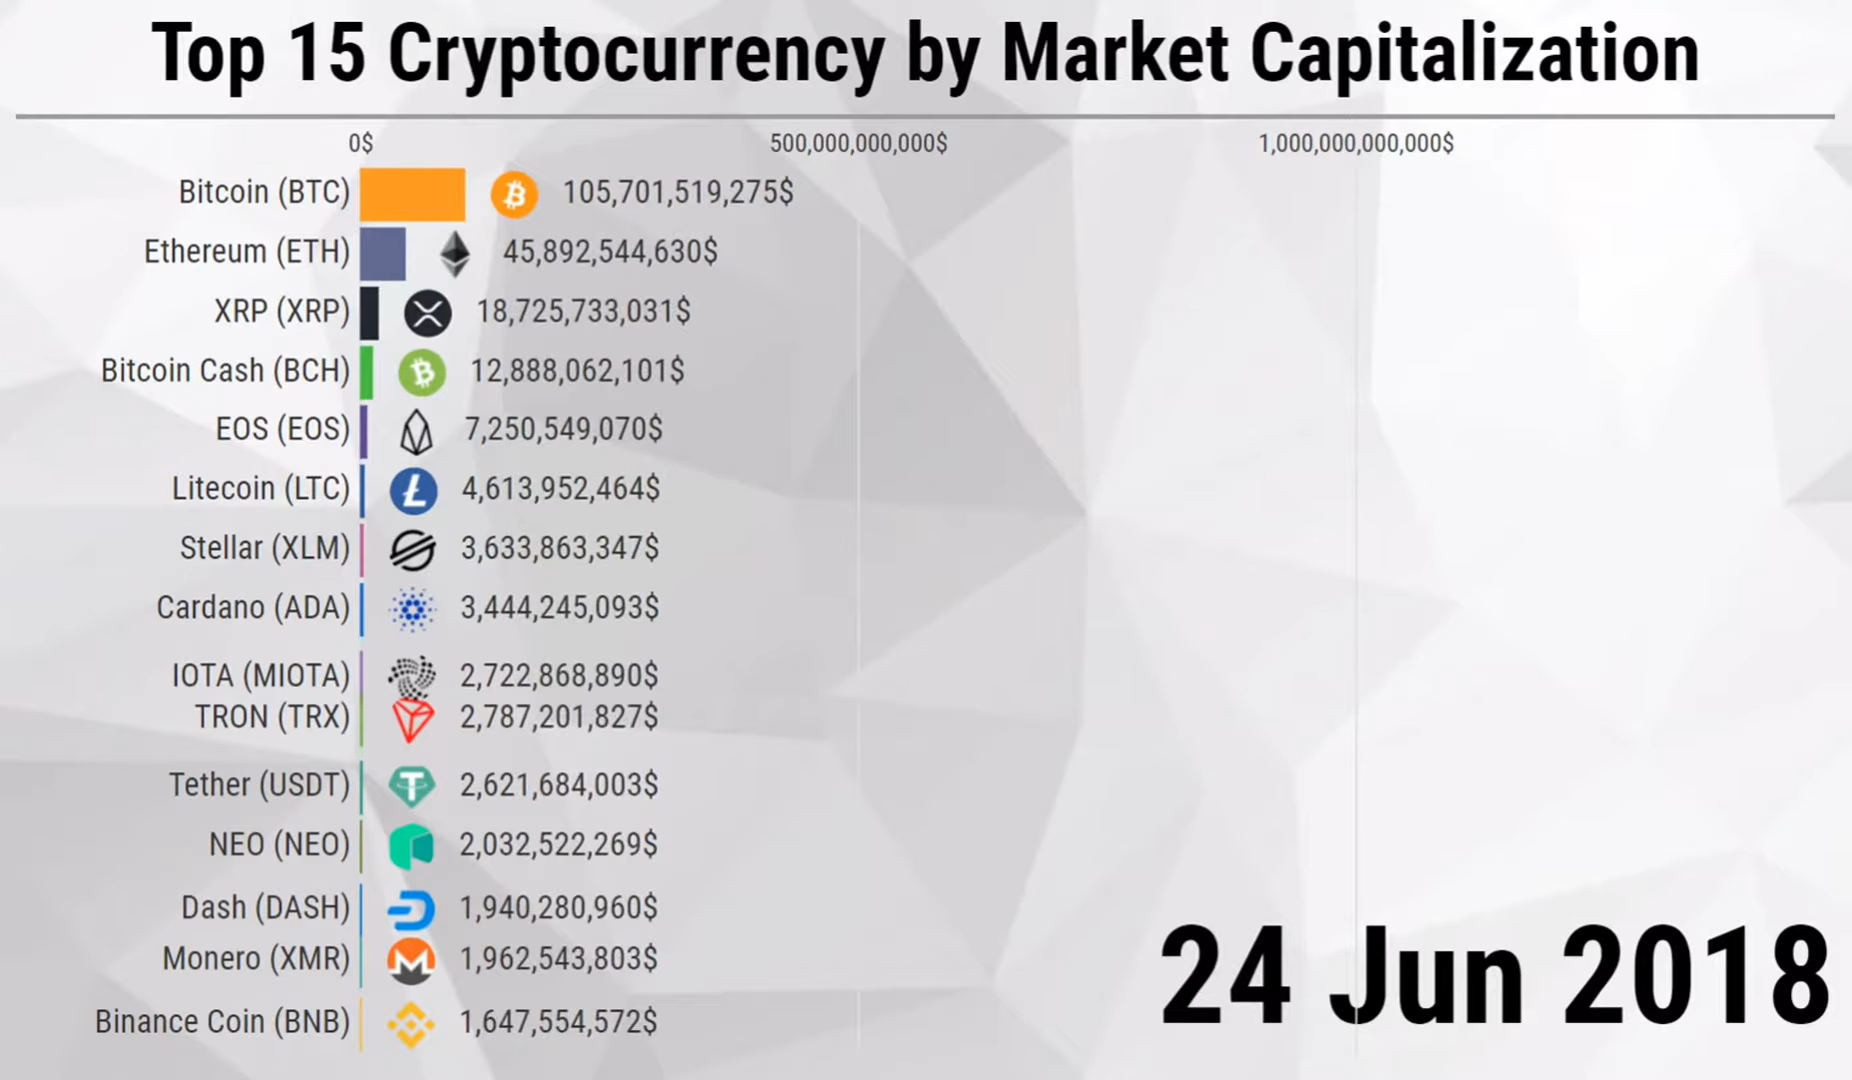 Top 15 Cryptocurrency by Market Capitalization
0$ 500,000,000,000$ 1,000,000,000,000$
Bitcoin (BTC) 105,701,519,275$
Ethereum (ETH) 45,892,544,630$
XRP (XRP) 18,725,733,031$
Bitcoin Cash (BCH) 12,888,062,101$
EOS (EOS) 7,250,549,070$
Litecoin (LTC) 4,613,952,464$
Stellar (XLM) 3,633,863,347$
Cardano (ADA) 3,444,245,093$
IOTA (MIOTA) 2,722,868,890$
TRON (TRX) 2,787,201,827$
Tether (USDT) 2,621,684,003$
NEO (NEO) 2,032,522,269$
Dash (DASH) 1,940,280,960$
Monero (XMR) 1,962,543,803$
Binance Coin (BNB) 1,647,554,572$
24 Jun 2018